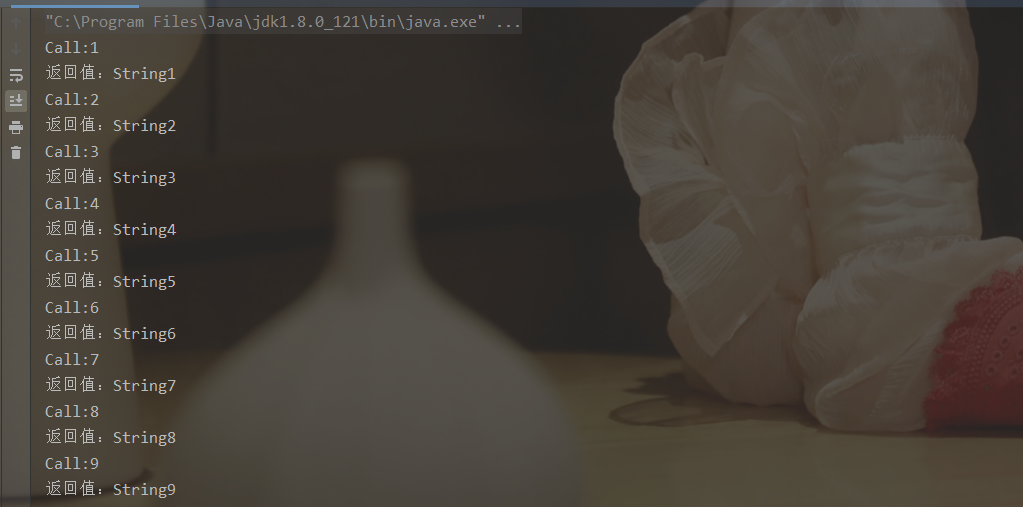 "C:\Program Files\Java\jdk1.8.0_121\bin\java.exe" ...
Call:1
返回值：String1
Call:2
返回值：String2
Call:3
返回值：String3
Call:4
返回值：String4
Call:5
返回值：String5
Call:6
返回值：String6
Call:7
返回值：String7
Call:8
返回值：String8
Call:9
返回值：String9